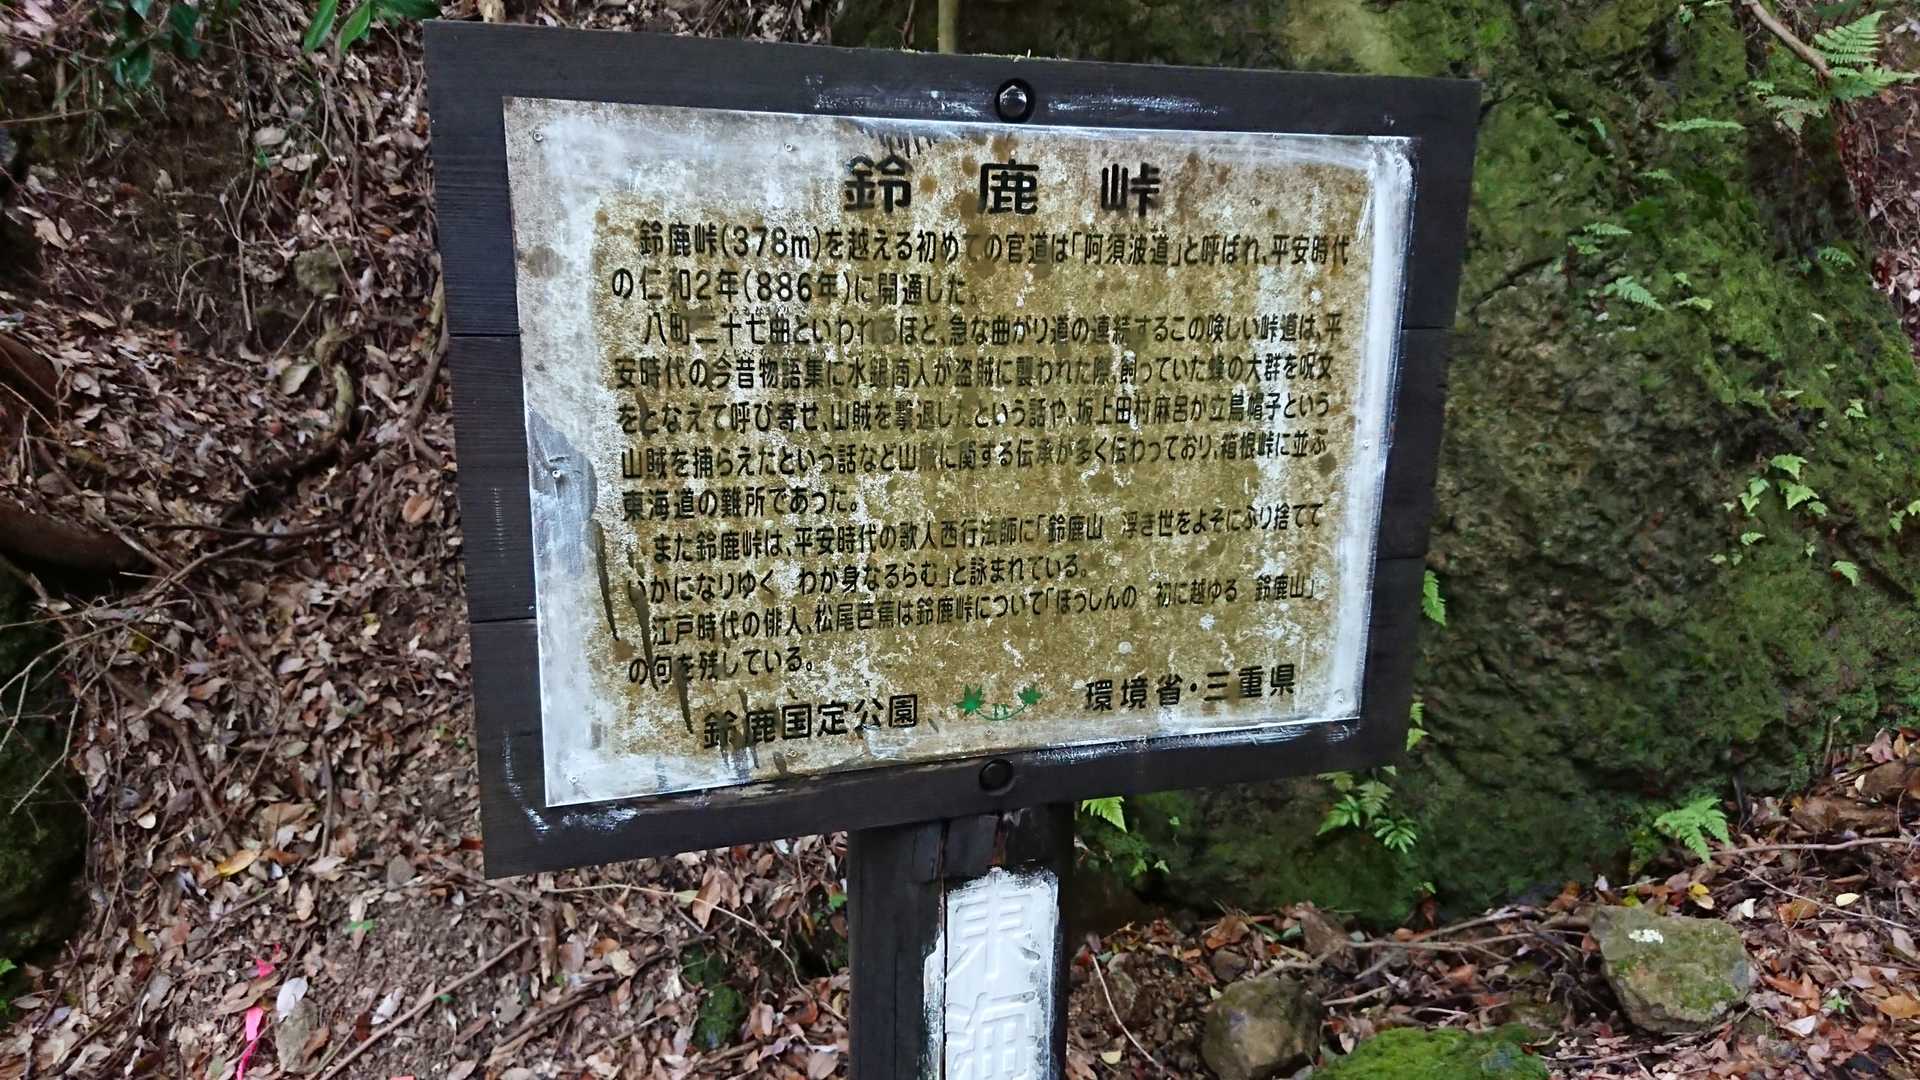 鈴鹿峠
鈴鹿峠(378m)を越える初めての官道は「阿須波道」と呼ばれ、平安時代
の仁和2年(886年)に開通した。
八町二十七曲といわれるほど、急な曲がり道の連続するこの険しい峠道は、平
安時代の今昔物語集に水銀商人が盗賊に襲われた際、飼っていた蜂の大群を呪文
をとなえて呼び寄せ、山賊を撃退したという話や、坂上田村麻呂が立烏帽子という
山賊を捕らえたという話など山賊に関する伝承が多く伝わっており、箱根峠に並ぶ
東海道の難所であった。
また鈴鹿峠は、平安時代の歌人西行法師に「鈴鹿山 浮き世をよそにふり捨てて
いかになりゆく わが身なるらむ」と詠まれている。
江戸時代の俳人、松尾芭蕉は鈴鹿峠について「ほっしんの 初に越ゆる 鈴鹿山」
の句を残している。
鈴鹿国定公園 環境省・三重県
東海